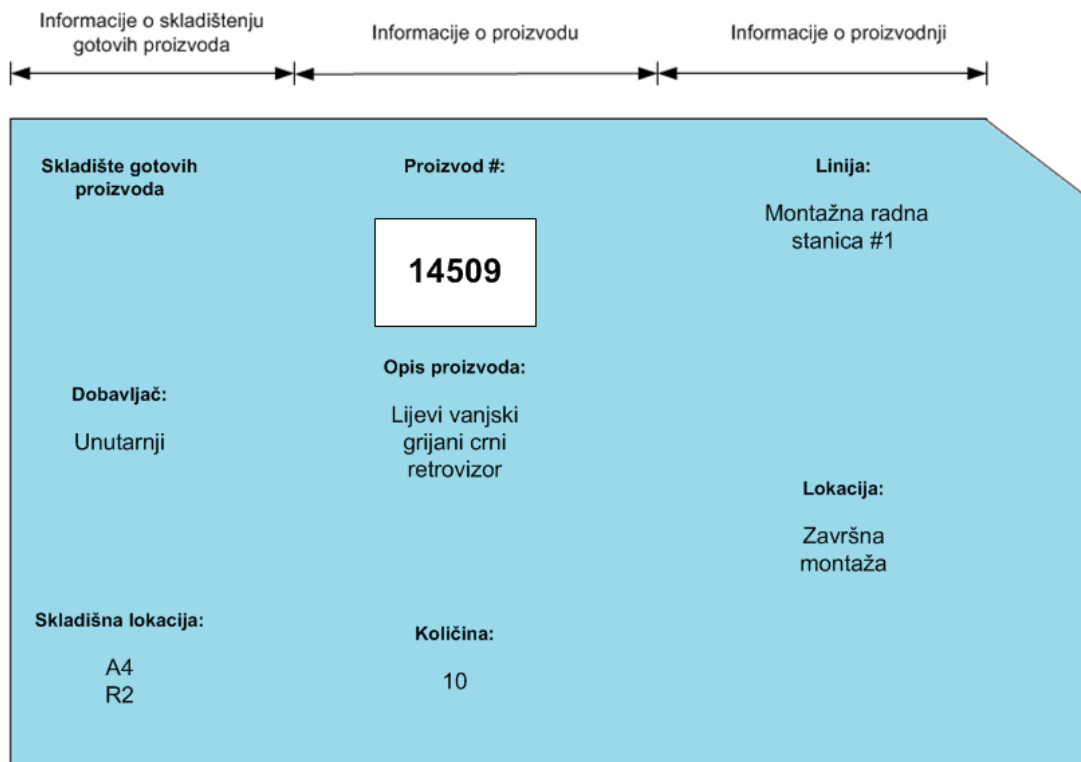 Informacije o skladištenju
gotovih proizvoda
Informacije o proizvodu
Informacije o proizvodnji
Skladište gotovih
proizvoda
Dobavljač:
Unutarnji
Skladišna lokacija:
A4
R2
Proizvod #:
14509
Opis proizvoda:
Lijevi vanjski
grijani crni
retrovizor
Količina:
10
Linija:
Montažna radna
stanica #1
Lokacija:
Završna
montaža